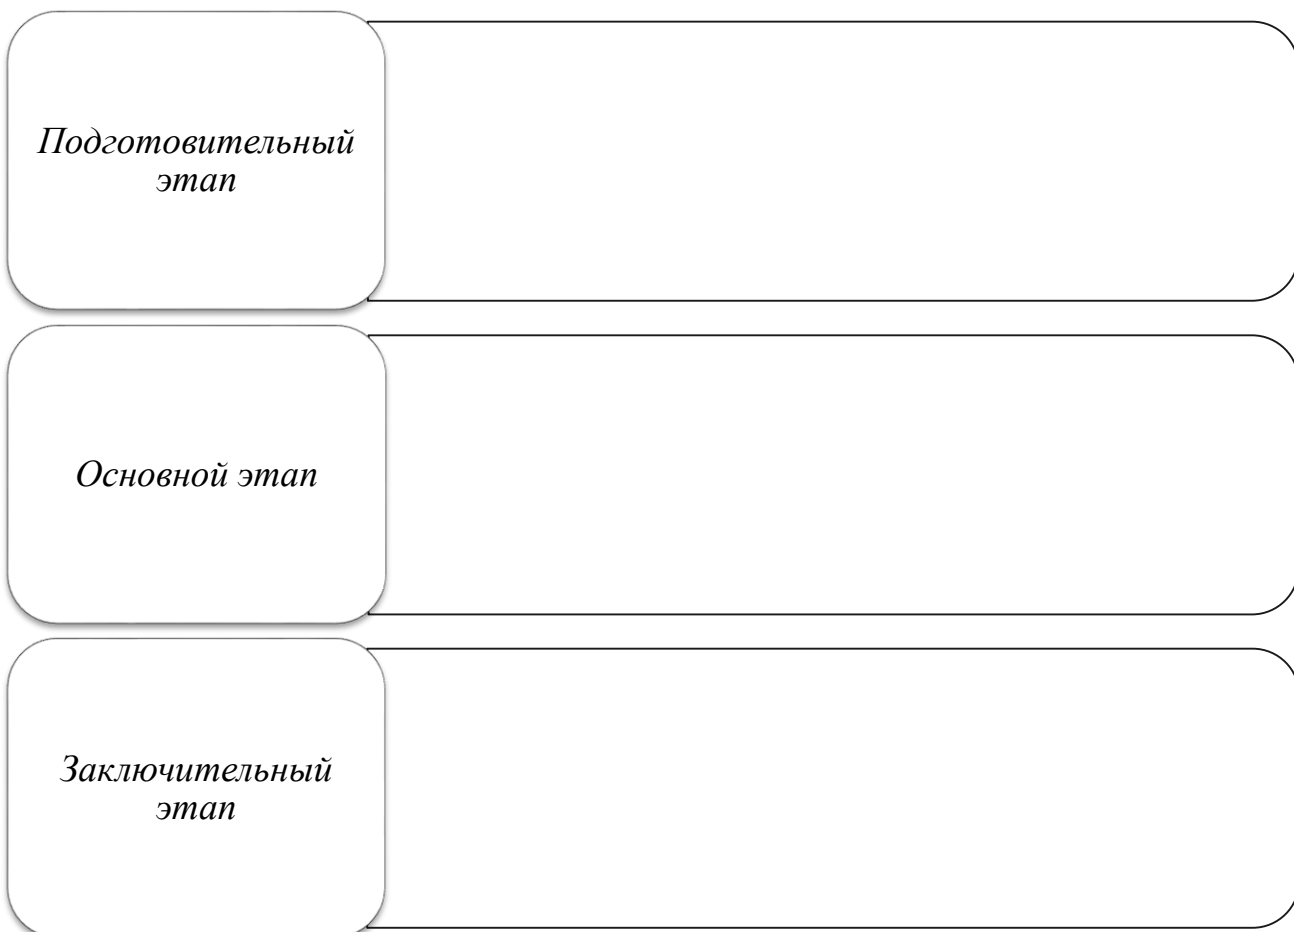 Подготовительный
этап
Основной этап
Заключительный
этап